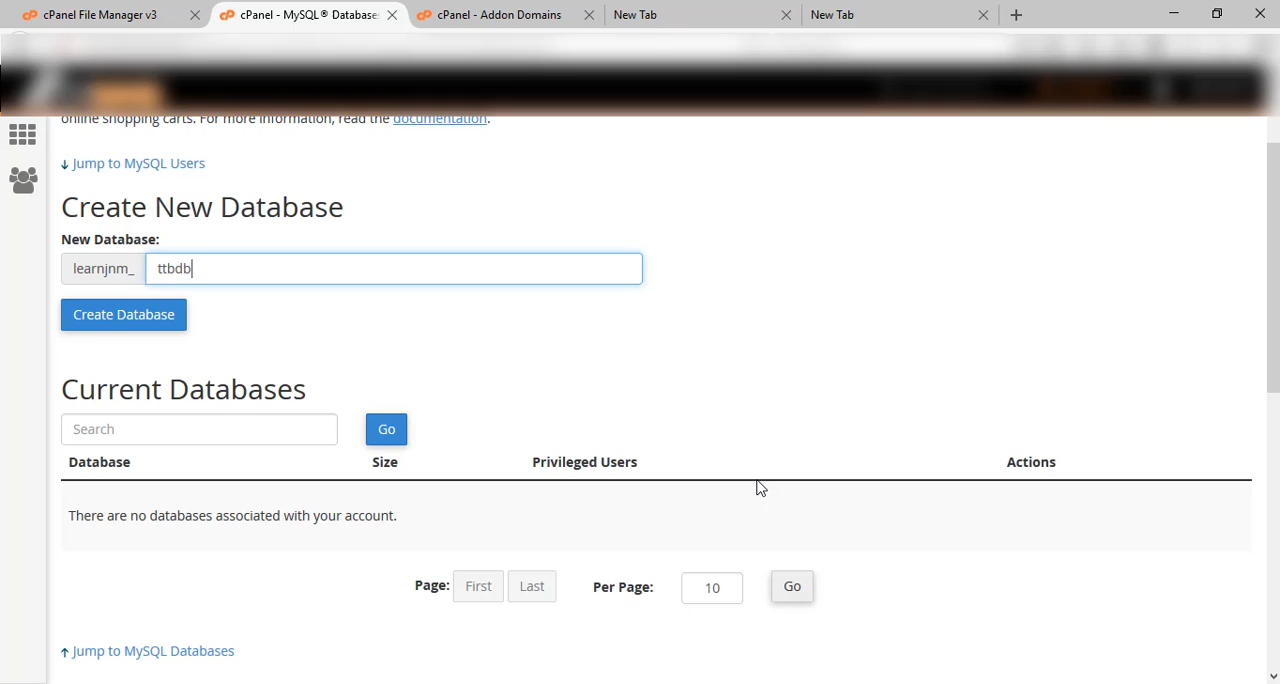 cPanel File Manager v3
cPanel - MySQL® Database
cPanel - Addon Domains
New Tab
New Tab
online shopping carts. For more information, read the documentation.
Jump to MySQL Users
Create New Database
New Database:
learnjnm_ ttbdb
Create Database
Current Databases
Search Go
Database Size Privileged Users Actions
There are no databases associated with your account.
Page: First Last Per Page: 10 Go
Jump to MySQL Databases